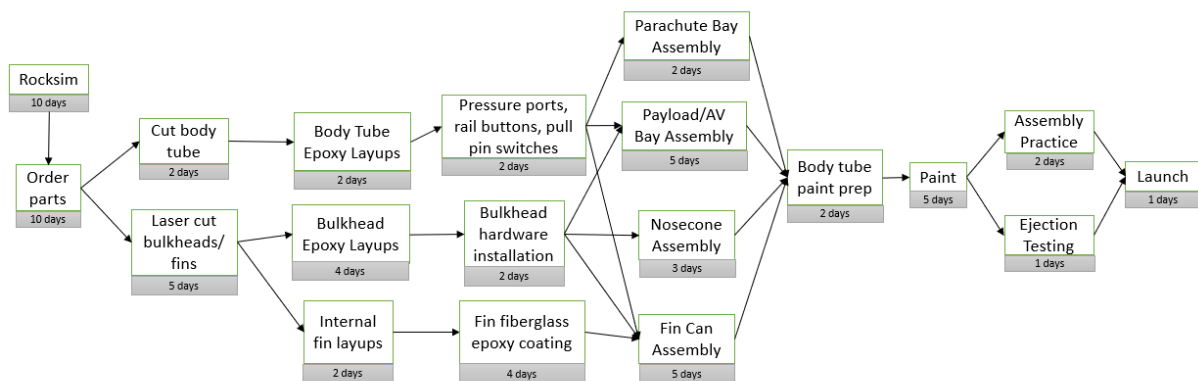 Rocksim
10 days
Order
parts
10 days
Cut body
tube
2 days
Laser cut
bulkheads/
fins
5 days
Body Tube
Epoxy Layups
2 days
Bulkhead
Epoxy Layups
4 days
Internal
fin layups
2 days
Pressure ports,
rail buttons, pull
pin switches
2 days
Bulkhead
hardware
installation
2 days
Fin fiberglass
epoxy coating
4 days
Parachute Bay
Assembly
2 days
Payload/AV
Bay Assembly
5 days
Nosecone
Assembly
3 days
Fin Can
Assembly
5 days
Body tube
paint prep
2 days
Paint
5 days
Assembly
Practice
2 days
Ejection
Testing
1 days
Launch
1 days